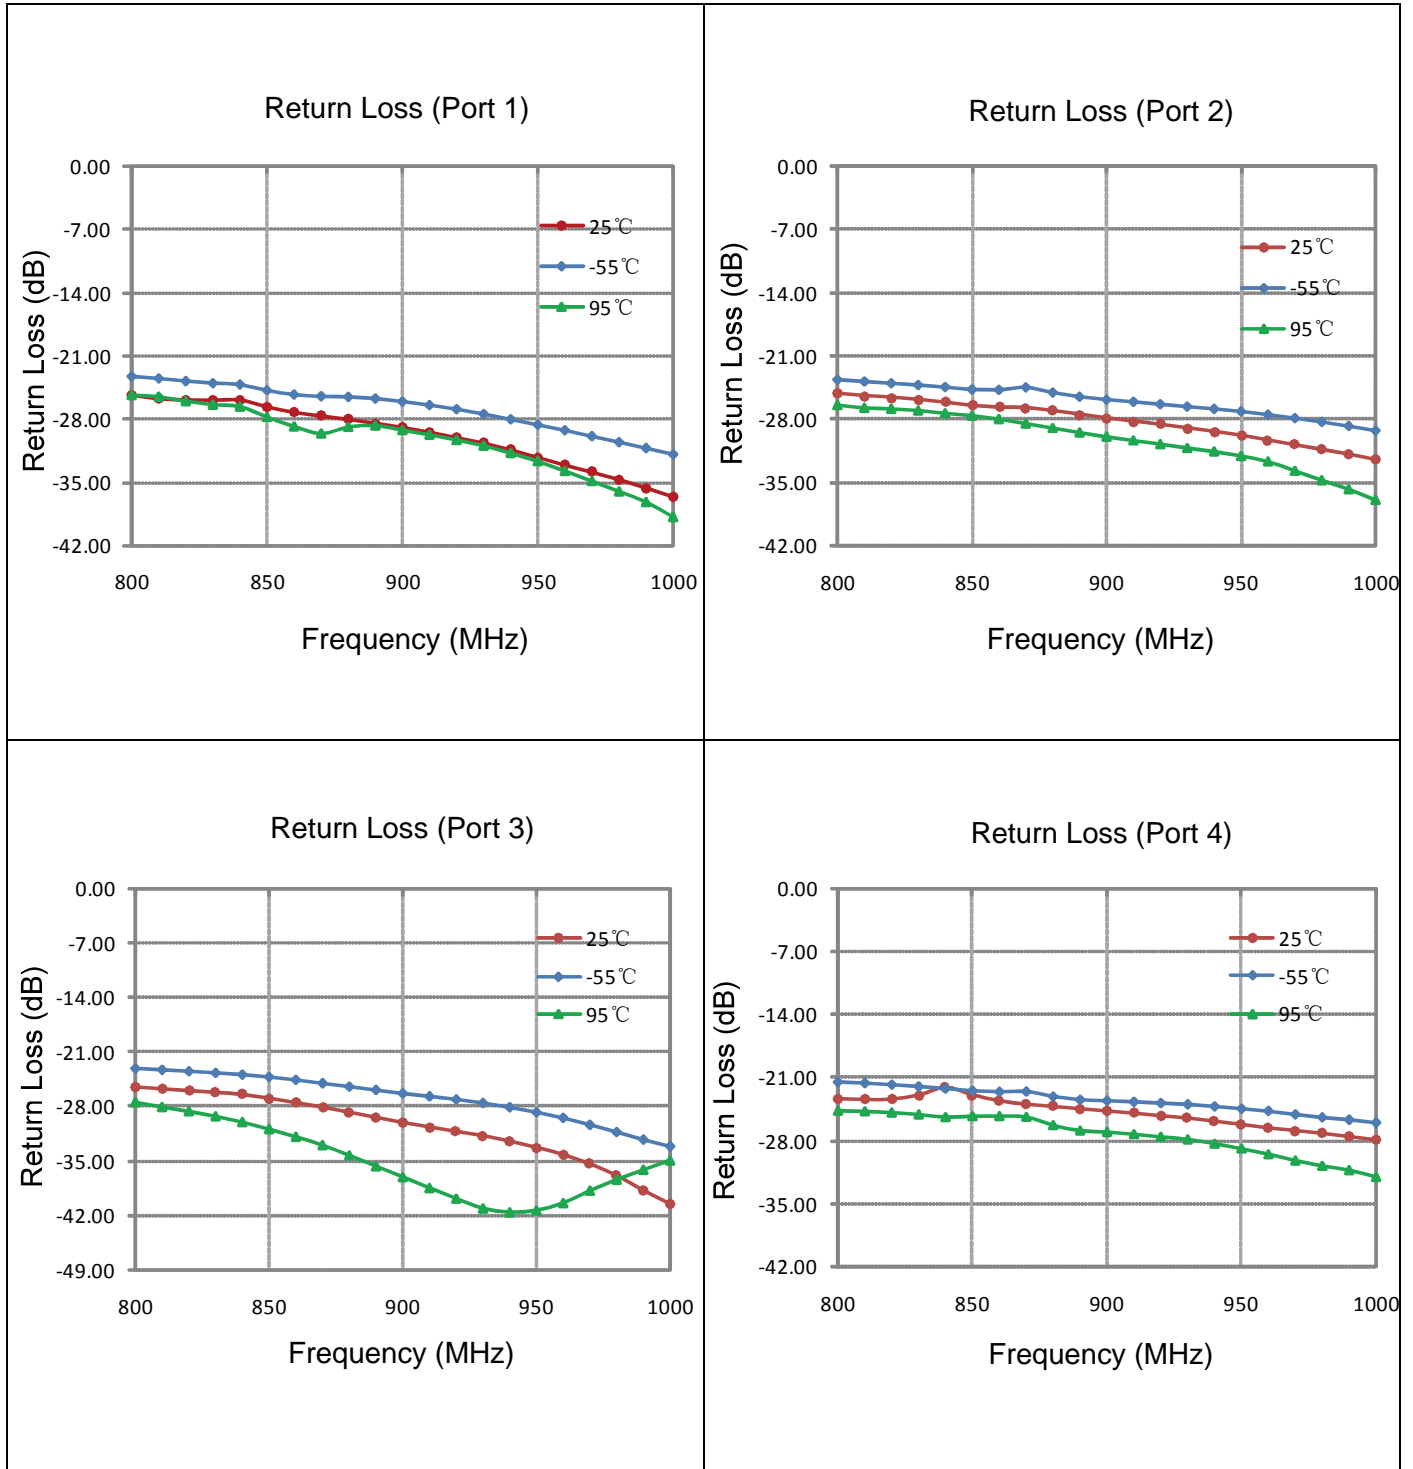 Return Loss (Port 1)
Return Loss (dB)
0.00
-7.00
-14.00
-21.00
-28.00
-35.00
-42.00
25℃
-55℃
95℃
800 850 900 950 1000
Frequency (MHz)
Return Loss (Port 2)
Return Loss (dB)
0.00
-7.00
-14.00
-21.00
-28.00
-35.00
-42.00
25℃
-55℃
95℃
800 850 900 950 1000
Frequency (MHz)
Return Loss (Port 3)
Return Loss (dB)
0.00
-7.00
-14.00
-21.00
-28.00
-35.00
-42.00
-49.00
25℃
-55℃
95℃
800 850 900 950 1000
Frequency (MHz)
Return Loss (Port 4)
Return Loss (dB)
0.00
-7.00
-14.00
-21.00
-28.00
-35.00
-42.00
25℃
-55℃
95℃
800 850 900 950 1000
Frequency (MHz)